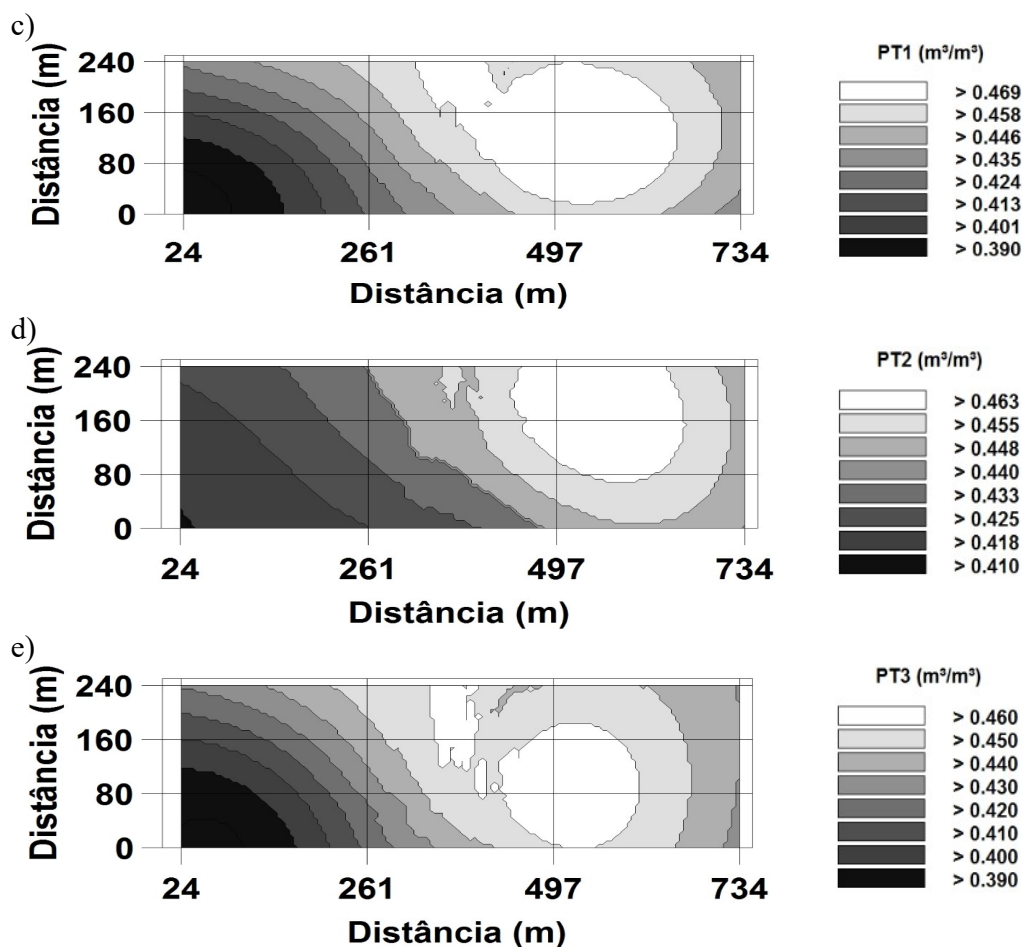 c)
Distância (m)
240
160
80
0
24 261 497 734
Distância (m)
PT1 (m³/m³)
> 0.469
> 0.458
> 0.446
> 0.435
> 0.424
> 0.413
> 0.401
> 0.390
d)
Distância (m)
240
160
80
0
24 261 497 734
Distância (m)
PT2 (m³/m³)
> 0.463
> 0.455
> 0.448
> 0.440
> 0.433
> 0.425
> 0.418
> 0.410
e)
Distância (m)
240
160
80
0
24 261 497 734
Distância (m)
PT3 (m³/m³)
> 0.460
> 0.450
> 0.440
> 0.430
> 0.420
> 0.410
> 0.400
> 0.390